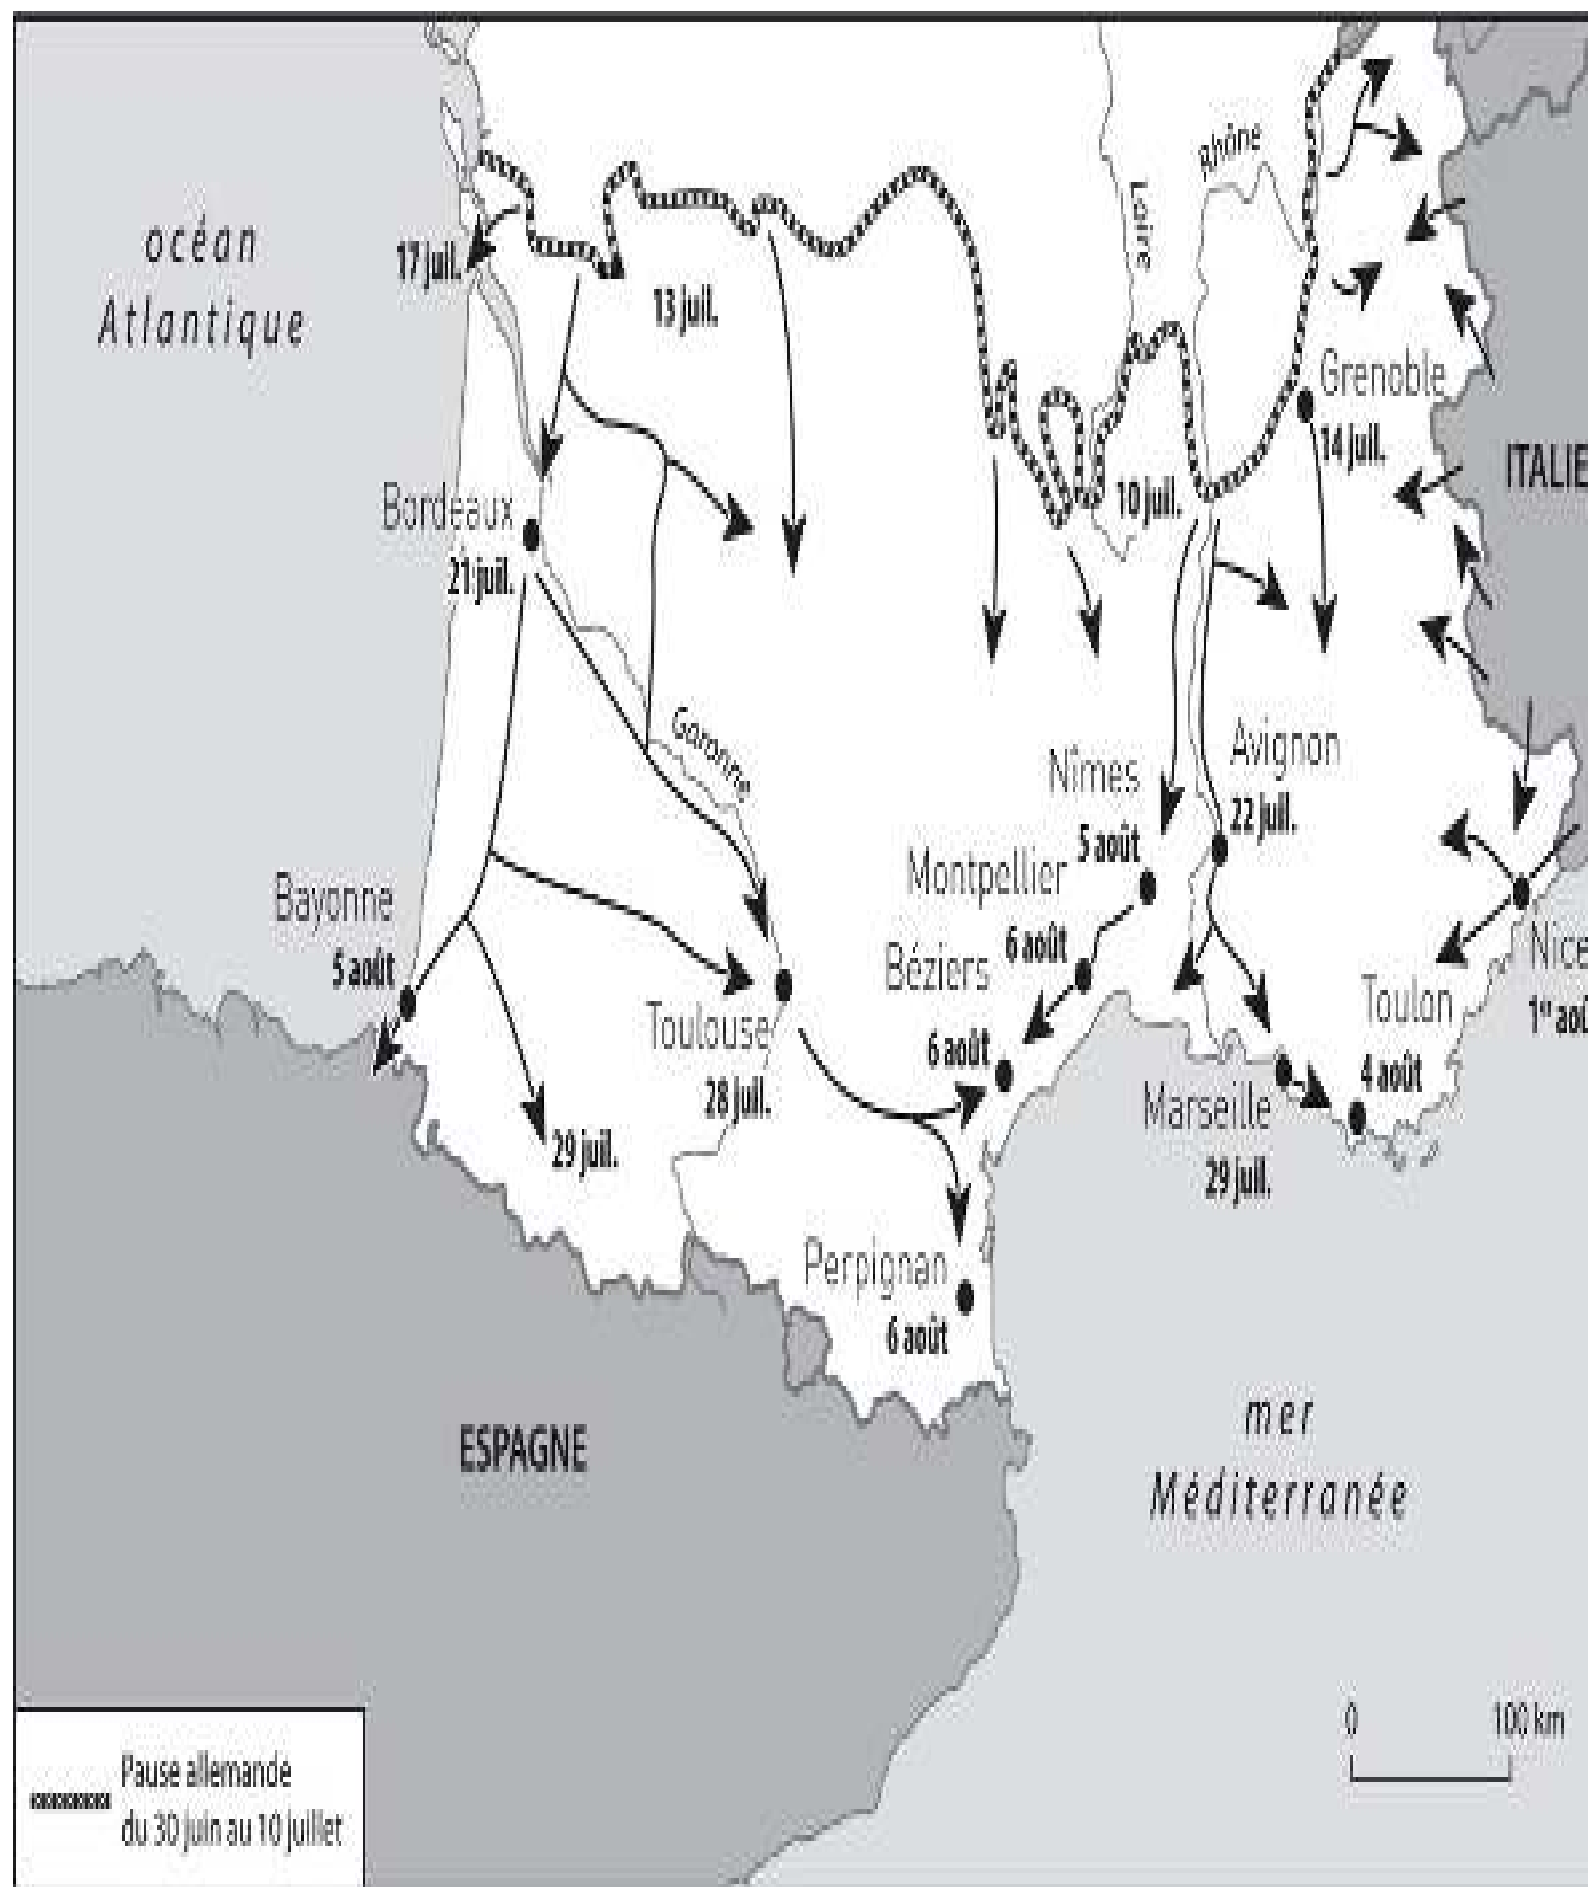 océan
Atlantique
17 juil.
13 juil.
Loire
Rhône
Grenoble
14 juil.
ITALIE
10 juil.
Bordeaux
21 juil.
Garonne
Avignon
22 juil.
Nîmes
5 août
Montpellier
6 août
Béziers
6 août
Bayonne
5 août
Toulouse
28 juil.
29 juil.
Nice
1er aoû
Toulon
4 août
Marseille
29 juil.
Perpignan
6 août
ESPAGNE
mer
Méditerranée
0 100 km
Pause allemande
du 30 juin au 10 juillet